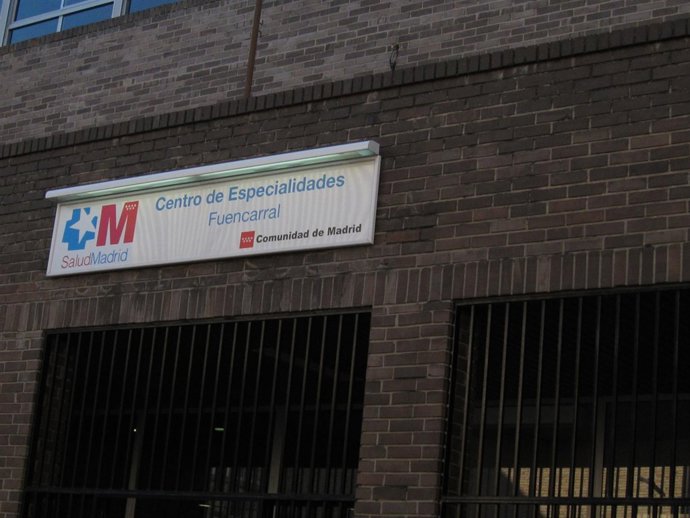 Centro de Especialidades
Fuencarral
M
SaludMadrid
Comunidad de Madrid